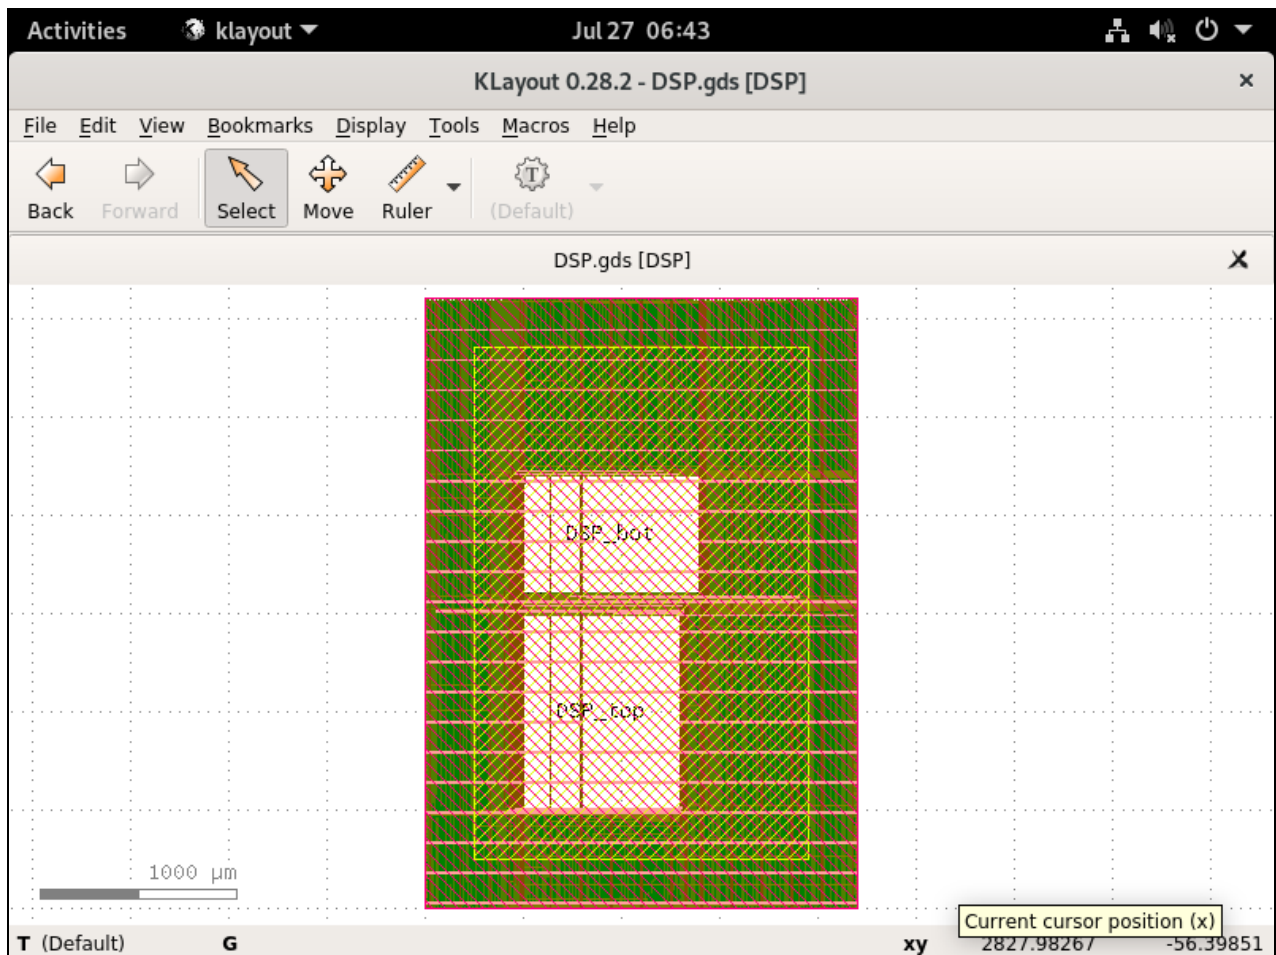 Activities klayout Jul 27 06:43
KLayout 0.28.2 - DSP.gds [DSP]
File Edit View Bookmarks Display Tools Macros Help
Back Forward Select Move Ruler (Default)
DSP.gds [DSP]
DSP_bot
DSP_top
1000 µm
Current cursor position (x)
T (Default) G xy 2827.98267 -56.39851